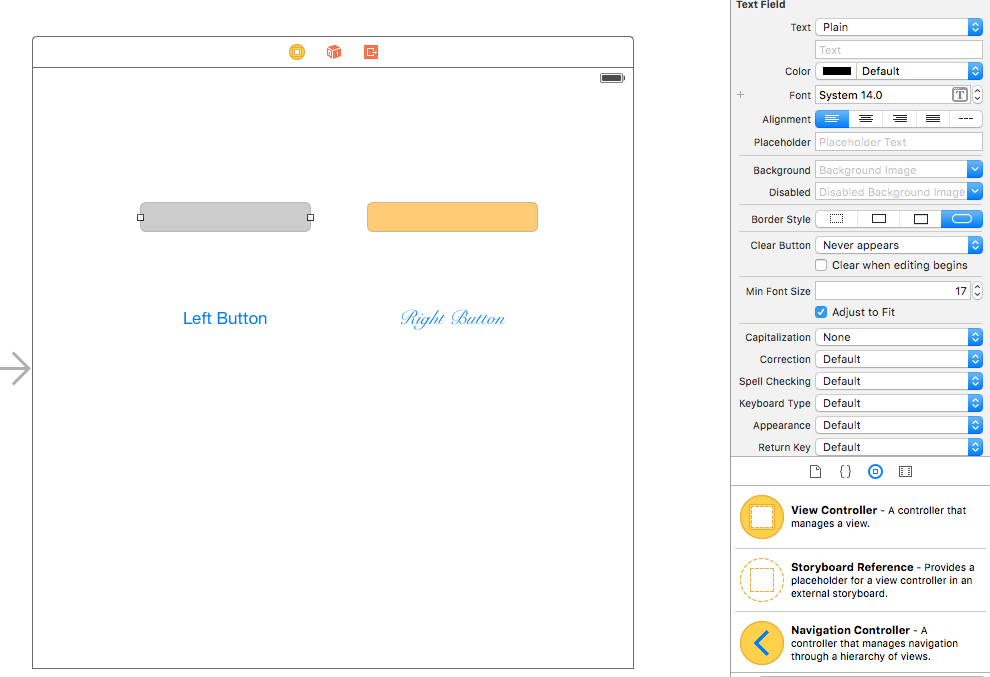 Text Field
Text Plain
Text
Color Default
Font System 14.0 T
Alignment
Placeholder Placeholder Text
Background Background Image
Disabled Disabled Background Image
Border Style
Clear Button Never appears
Clear when editing begins
Min Font Size 17
Adjust to Fit
Capitalization None
Correction Default
Spell Checking Default
Keyboard Type Default
Appearance Default
Return Key Default
Left Button
Right Button
View Controller - A controller that
manages a view.
Storyboard Reference - Provides a
placeholder for a view controller in an
external storyboard.
Navigation Controller - A
controller that manages navigation
through a hierarchy of views.